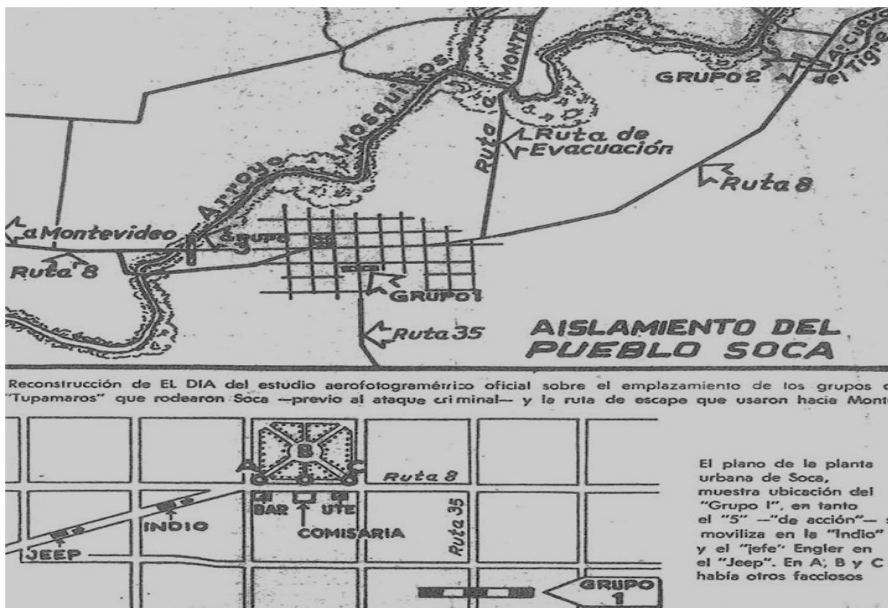 GRUPO 2
Aº Cueva
del Tigre
Ruta a MONTES
Arroyo Mosquitos
Ruta de
Evacuación
Ruta 8
a Montevideo
GRUPO
3
Ruta 8
GRUPO 1
Ruta 35
AISLAMIENTO DEL
PUEBLO SOCA
Reconstrucción de EL DIA del estudio aerofotogramétrico oficial sobre el emplazamiento de los grupos
"Tupamaros" que rodearon Soca —previo al ataque criminal— y la ruta de escape que usaron hacia
A
B
C
Ruta 8
BAR
UTE
COMISARIA
INDIO
JEEP
Ruta 35
GRUPO
1
El plano de la planta
urbana de Soca,
muestra ubicación del
"Grupo I", en tanto
el "5" —"de acción"—
moviliza en la "Indio"
y el "jefe" Engler en
el "Jeep". En A, B y C
había otros facciosos